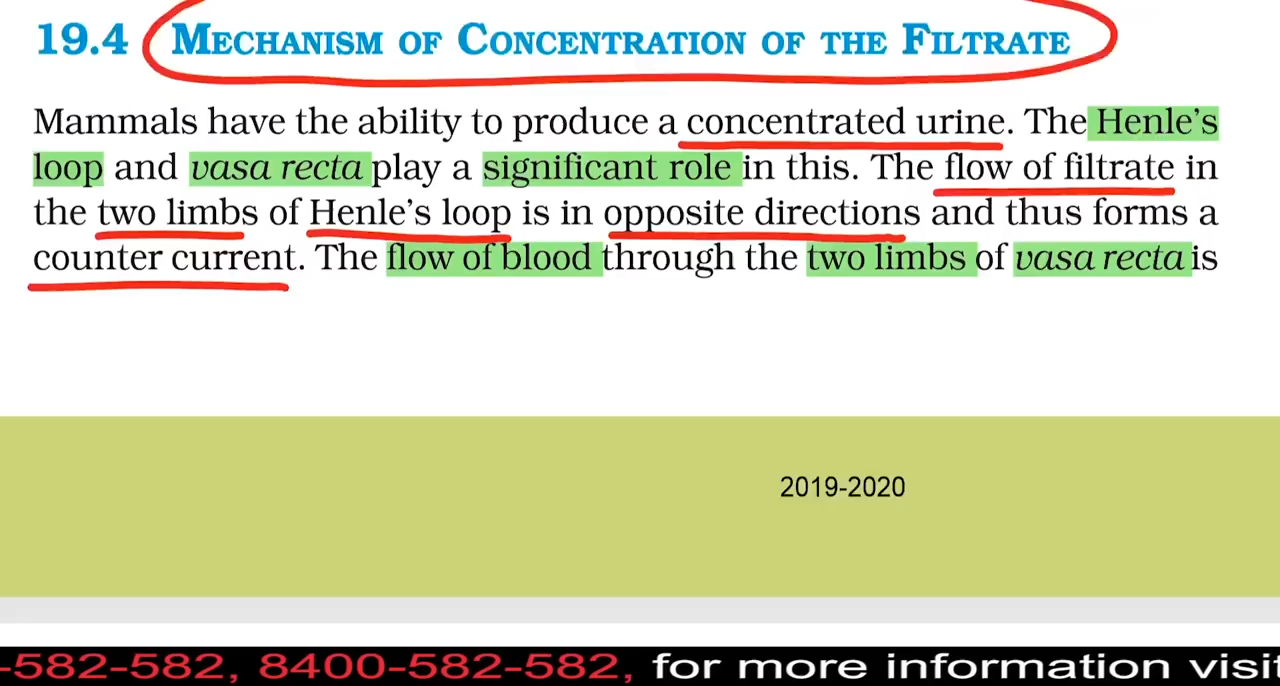 19.4 MECHANISM OF CONCENTRATION OF THE FILTRATE
Mammals have the ability to produce a concentrated urine. The Henle’s
loop and vasa recta play a significant role in this. The flow of filtrate in
the two limbs of Henle’s loop is in opposite directions and thus forms a
counter current. The flow of blood through the two limbs of vasa recta is
2019-2020
-582-582, 8400-582-582, for more information visit